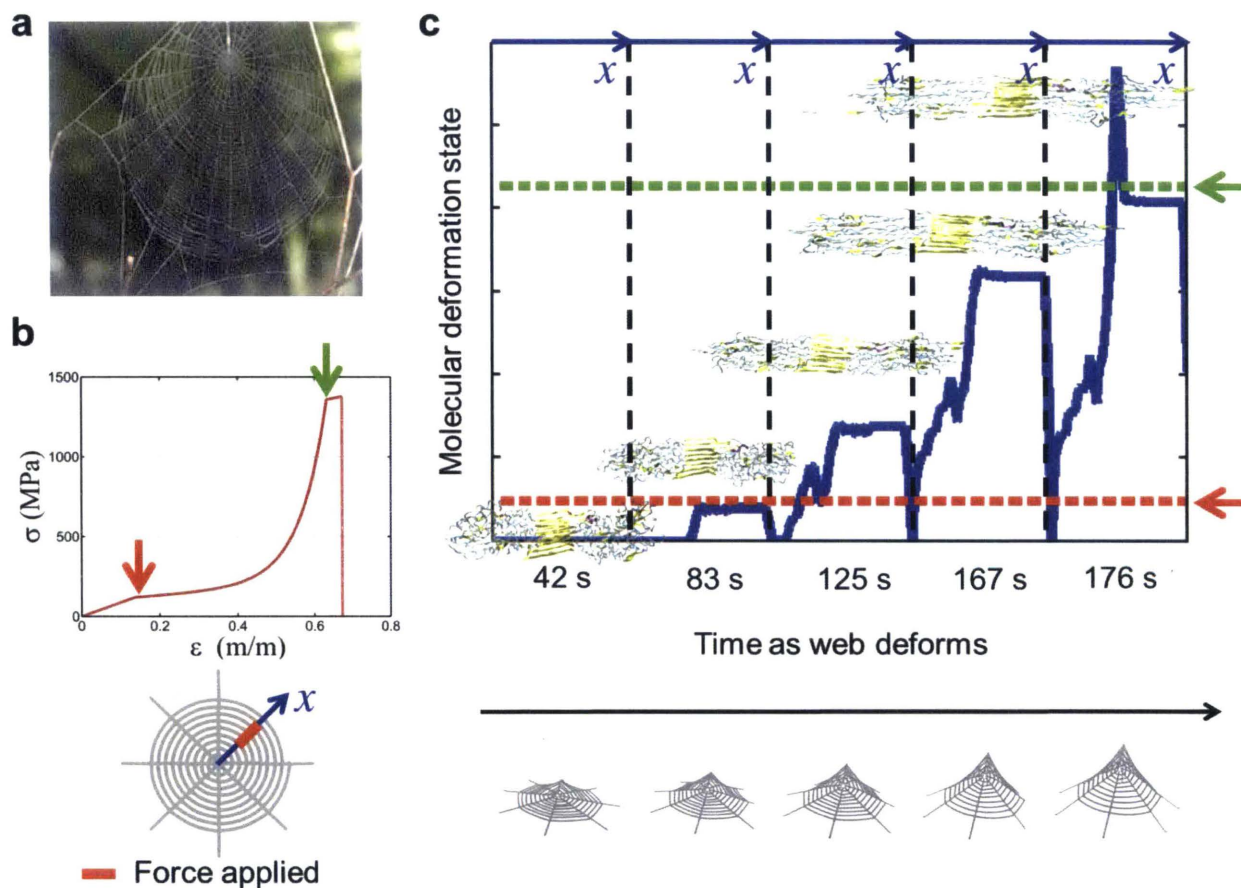 a
b
1500
1000
500
0
σ (MPa)
0
0.2
0.4
0.6
0.8
ε (m/m)
x
Force applied
c
x
x
x
x
x
Molecular deformation state
42 s
83 s
125 s
167 s
176 s
Time as web deforms